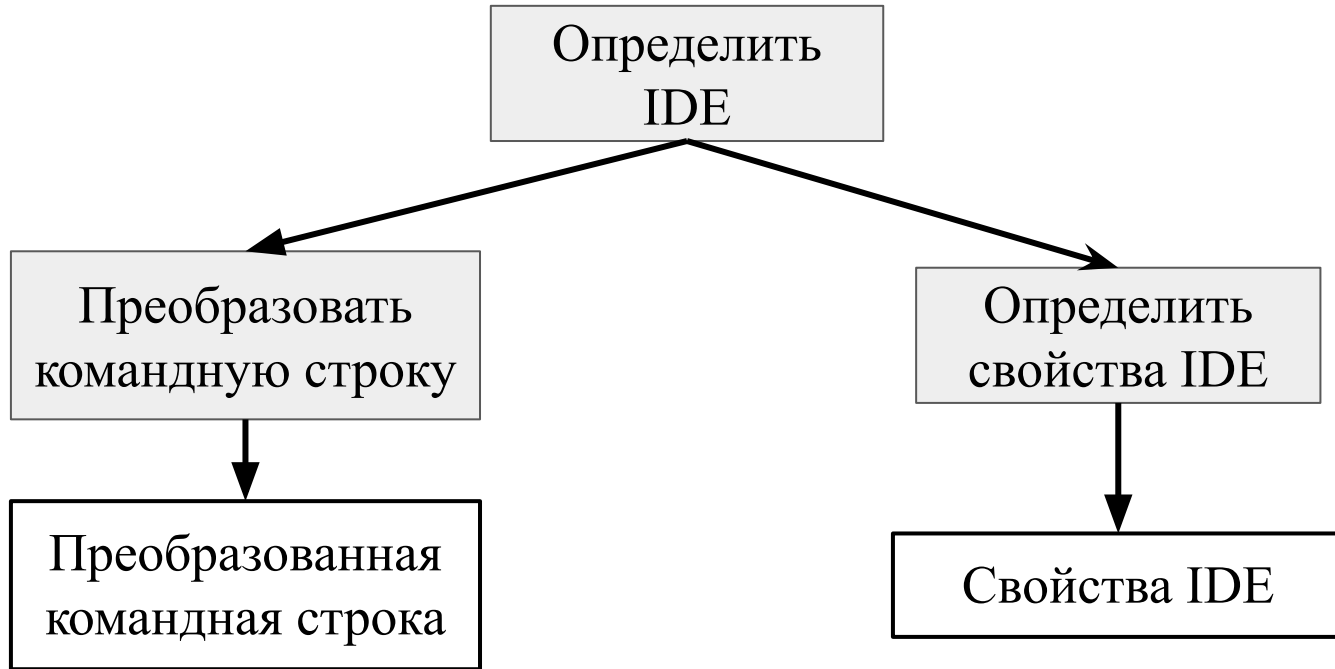 Определить
IDE
Преобразовать
командную строку
Определить
свойства IDE
Преобразованная
командная строка
Свойства IDE